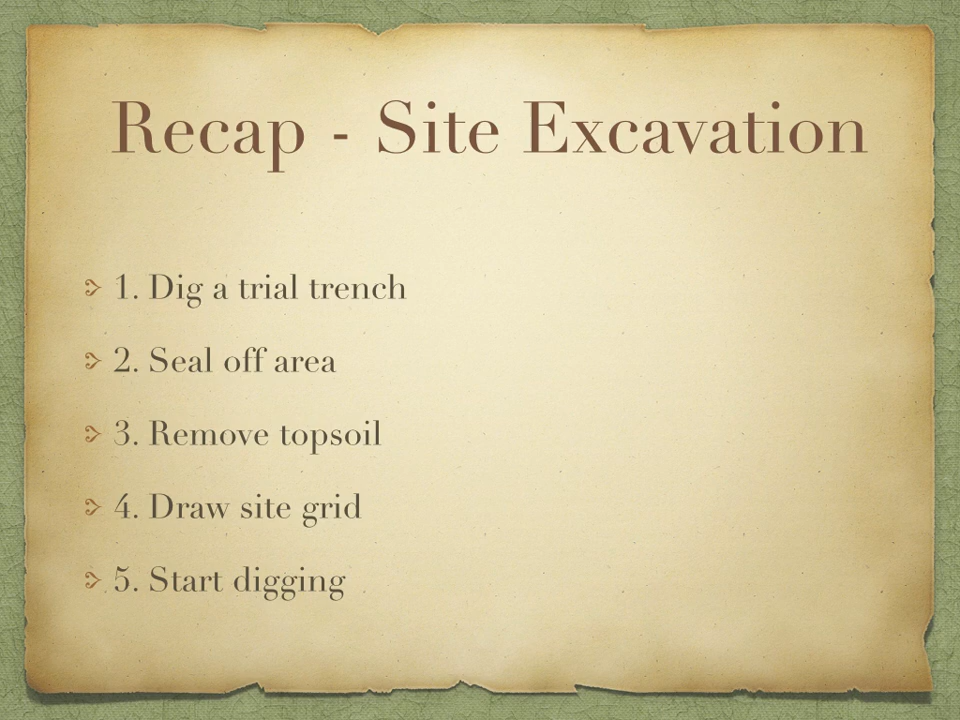 Recap - Site Excavation
1. Dig a trial trench
2. Seal off area
3. Remove topsoil
4. Draw site grid
5. Start digging